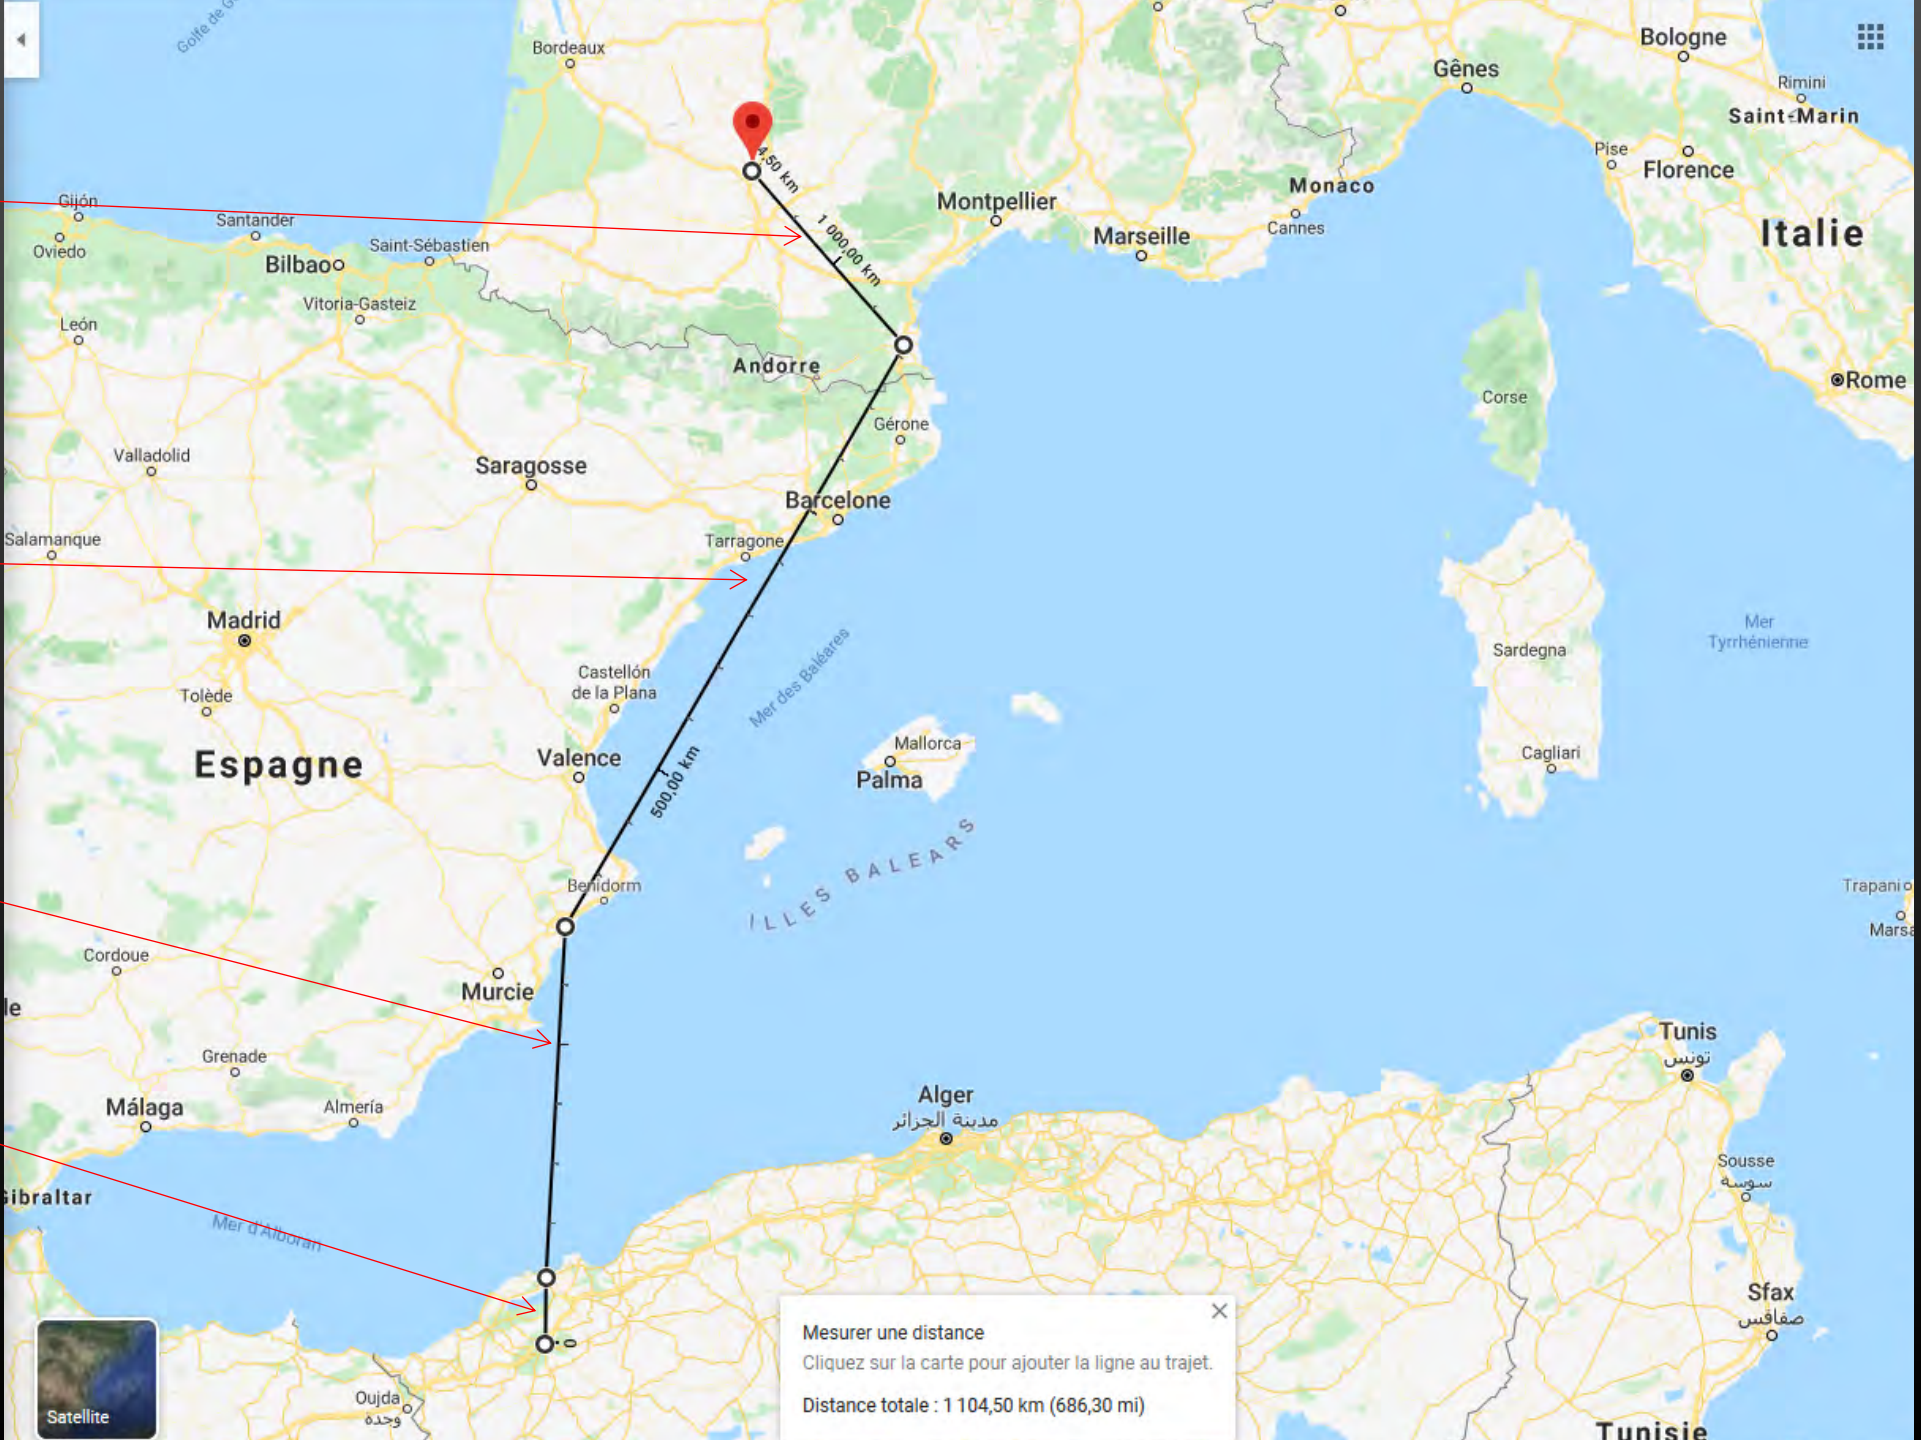 Golfe de G
Bordeaux
Bologne
Gênes
Rimini
Saint-Marin
4,50 km
Pise
Florence
Monaco
Gijón
Montpellier
Santander
1 000,00 km
Cannes
Marseille
Italie
Oviedo
Saint-Sébastien
Bilbao
Vitoria-Gasteiz
León
Andorre
Rome
Corse
Gérone
Valladolid
Saragosse
Barcelone
Salamanque
Tarragone
Madrid
Mer
Tyrrhénienne
Mer des Baléares
Sardegna
Castellón
de la Plana
Tolède
Mallorca
Valence
Cagliari
Espagne
500,00 km
Palma
ILLES BALEARS
Benidorm
Trapani
Marsa
Cordoue
Murcie
le
Tunis
تونس
Grenade
Alger
مدينة الجزائر
Málaga
Almería
Sousse
سوسة
Gibraltar
Mer d'Alboran
Sfax
صفاقس
0
Mesurer une distance
Cliquez sur la carte pour ajouter la ligne au trajet.
Distance totale : 1 104,50 km (686,30 mi)
Oujda
وجدة
Satellite
Tunisie